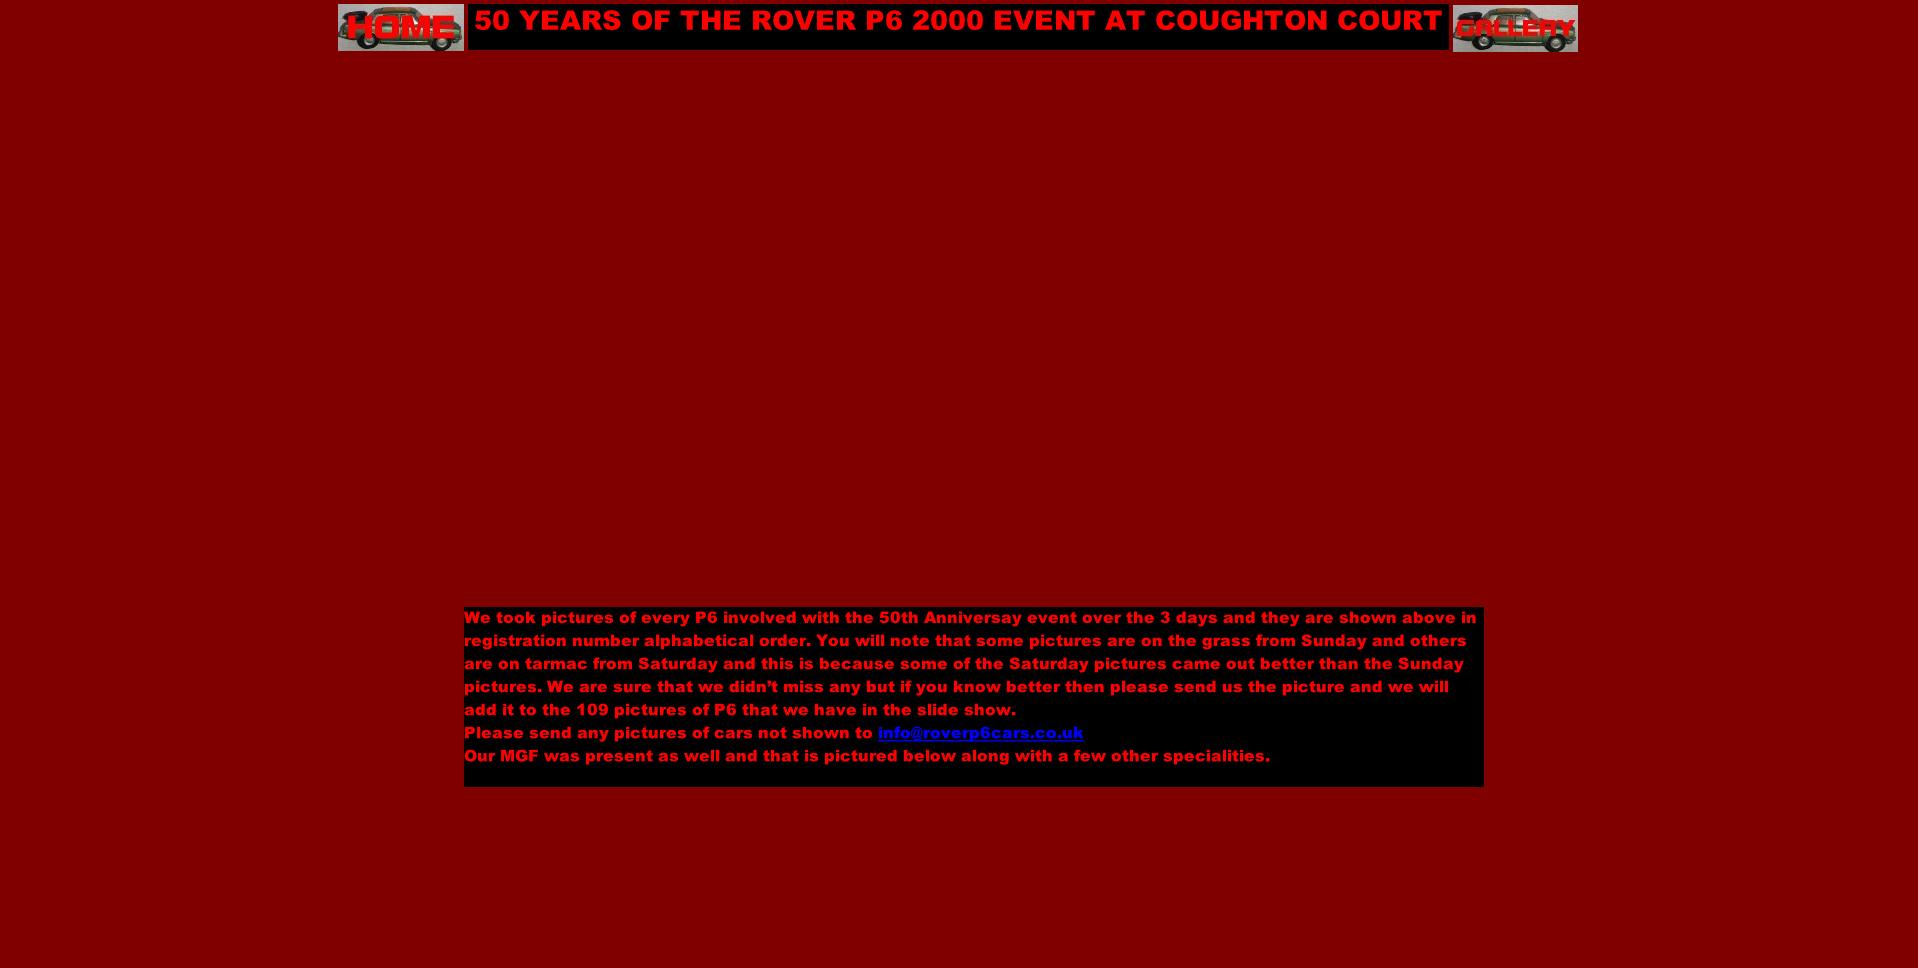 HOME
50 YEARS OF THE ROVER P6 2000 EVENT AT COUGHTON COURT
GALLERY
We took pictures of every P6 involved with the 50th Anniversay event over the 3 days and they are shown above in
registration number alphabetical order. You will note that some pictures are on the grass from Sunday and others
are on tarmac from Saturday and this is because some of the Saturday pictures came out better than the Sunday
pictures. We are sure that we didn’t miss any but if you know better then please send us the picture and we will
add it to the 109 pictures of P6 that we have in the slide show.
Please send any pictures of cars not shown to info@roverp6cars.co.uk
Our MGF was present as well and that is pictured below along with a few other specialities.